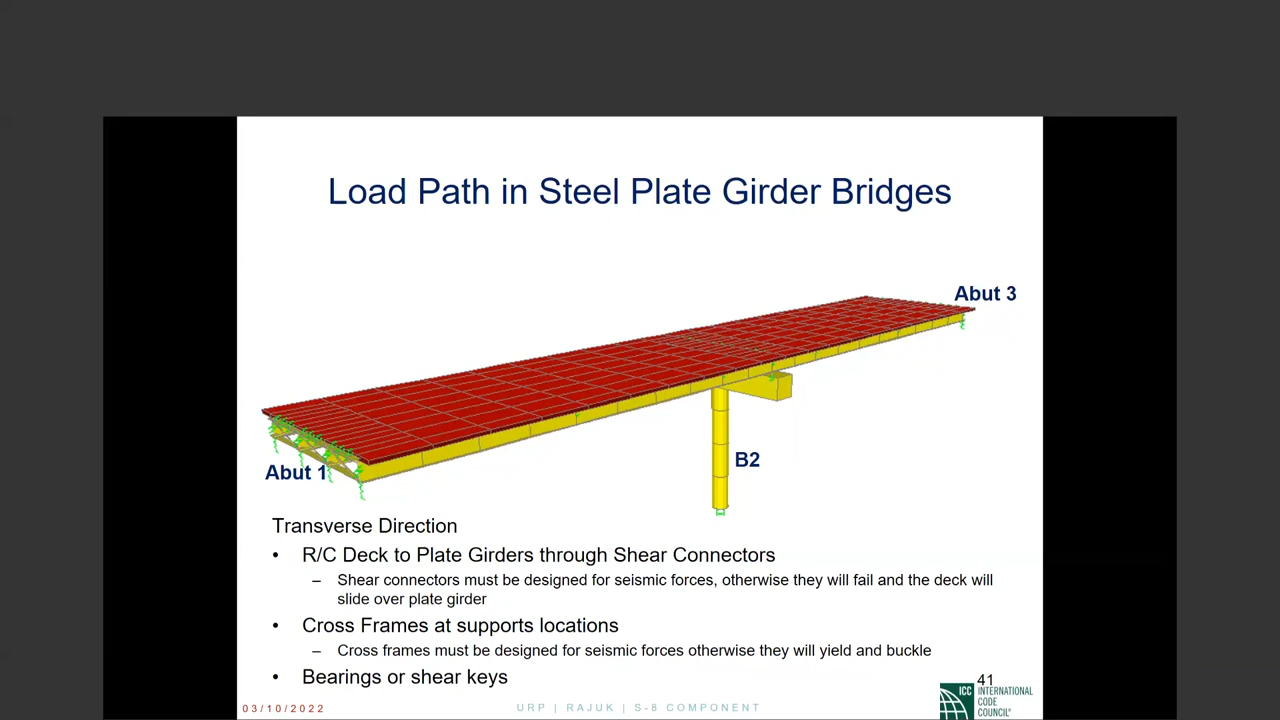 Load Path in Steel Plate Girder Bridges
Abut 3
Abut 1
B2
Transverse Direction
• R/C Deck to Plate Girders through Shear Connectors
– Shear connectors must be designed for seismic forces, otherwise they will fail and the deck will
slide over plate girder
• Cross Frames at supports locations
– Cross frames must be designed for seismic forces otherwise they will yield and buckle
• Bearings or shear keys
41
03/10/2022
URP | RAJUK | S-8 COMPONENT
ICC
INTERNATIONAL
CODE
COUNCIL®